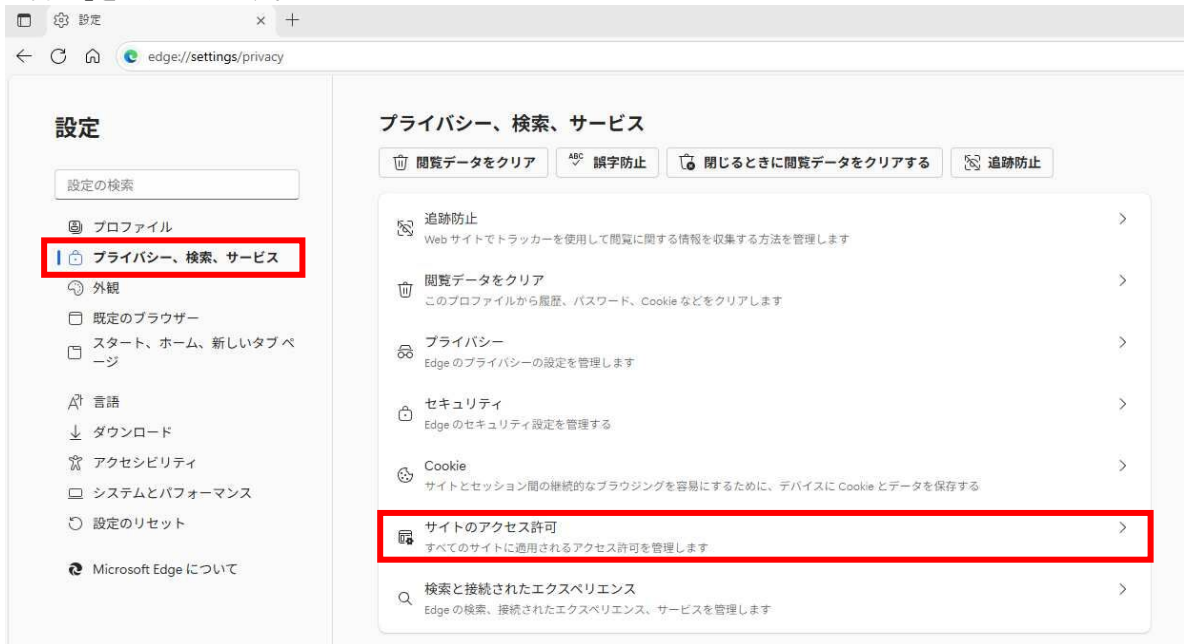 設定
edge://settings/privacy
設定
設定の検索
プロファイル
プライバシー、検索、サービス
外観
既定のブラウザー
スタート、ホーム、新しいタブ ペ
ージ
言語
ダウンロード
アクセシビリティ
システムとパフォーマンス
設定のリセット
Microsoft Edge について
プライバシー、検索、サービス
閲覧データをクリア
ABC 誤字防止
閉じるときに閲覧データをクリアする
追跡防止
追跡防止
Web サイトでトラッカーを使用して閲覧に関する情報を収集する方法を管理します
閲覧データをクリア
このプロファイルから履歴、パスワード、Cookie などをクリアします
プライバシー
Edge のプライバシーの設定を管理します
セキュリティ
Edge のセキュリティ設定を管理する
Cookie
サイトとセッション間の継続的なブラウジングを容易にするために、デバイスに Cookie とデータを保存する
サイトのアクセス許可
すべてのサイトに適用されるアクセス許可を管理します
検索と接続されたエクスペリエンス
Edge の検索、接続されたエクスペリエンス、サービスを管理します